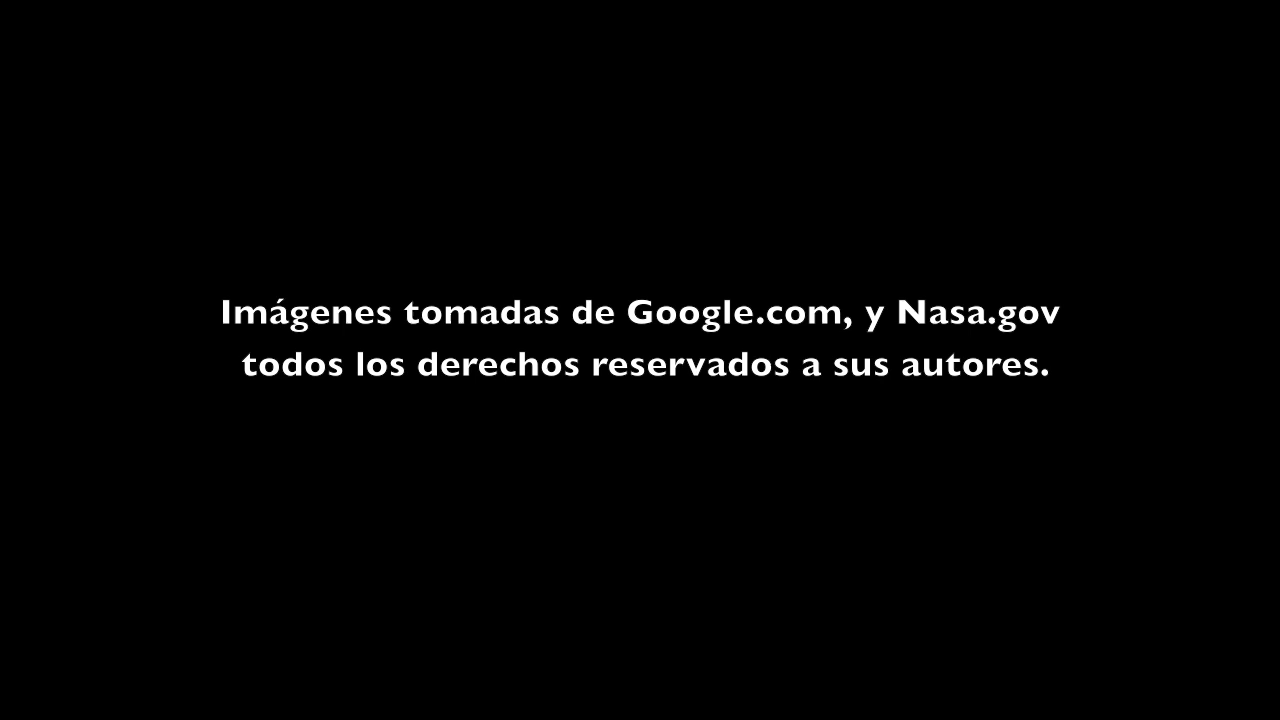 Imágenes tomadas de Google.com, y Nasa.gov
todos los derechos reservados a sus autores.